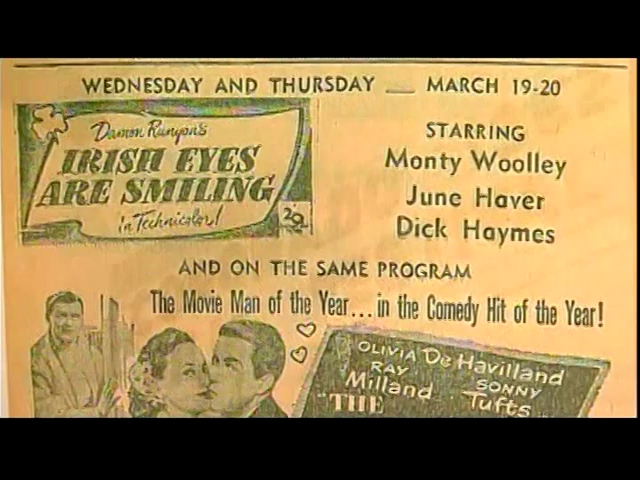 WEDNESDAY AND THURSDAY __ MARCH 19-20
Damon Runyon's
IRISH EYES
ARE SMILING
in Technicolor!
20
STARRING
Monty Woolley
June Haver
Dick Haymes
AND ON THE SAME PROGRAM
The Movie Man of the Year... in the Comedy Hit of the Year!
OLIVIA De Havilland
RAY
Milland
SONNY
Tufts
"THE